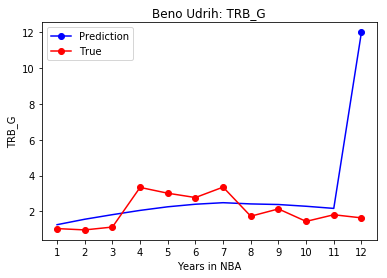 Beno Udrih: TRB_G
Prediction
True
12
10
8
6
4
2
TRB_G
1 2 3 4 5 6 7 8 9 10 11 12
Years in NBA